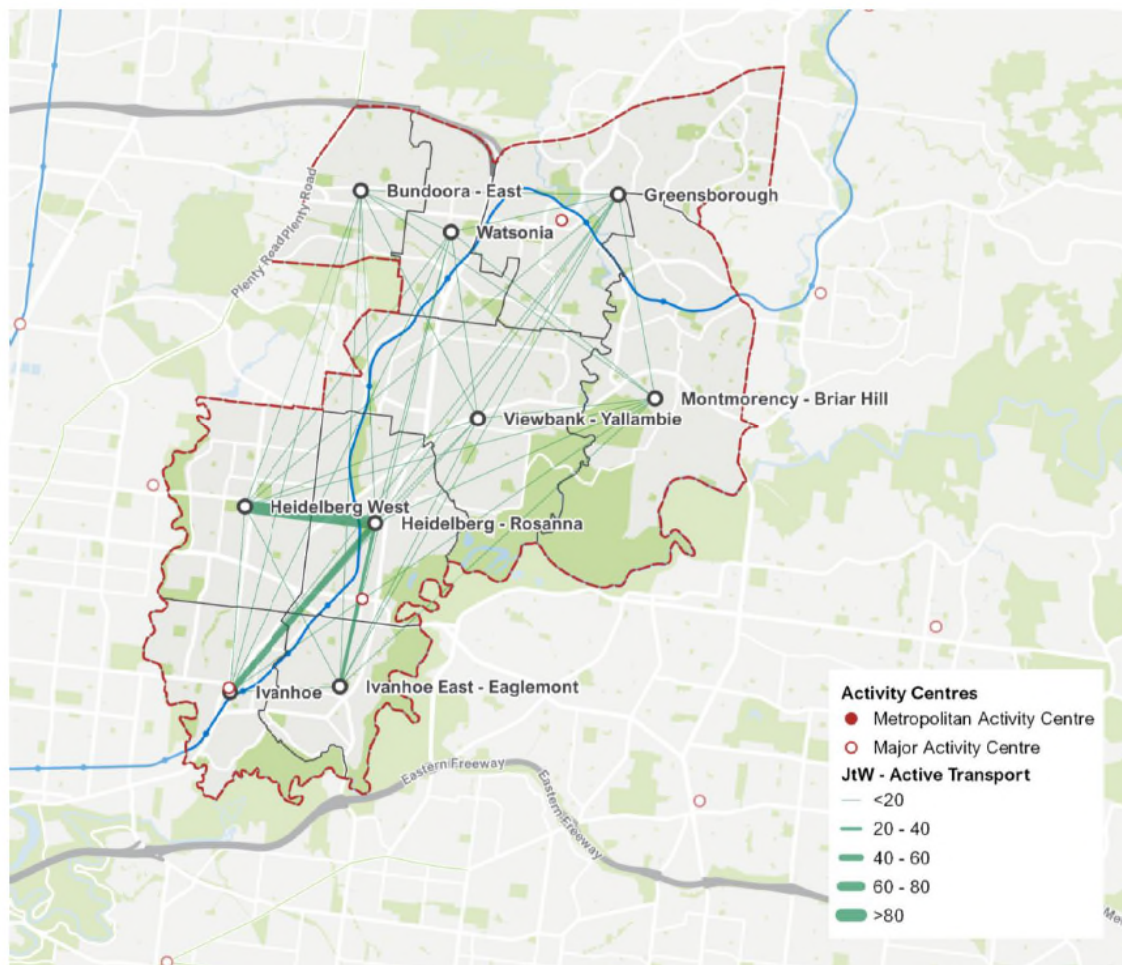 Plenty Road
Plenty Road
Bundoora - East
Greensborough
Watsonia
Montmorency - Briar Hill
Viewbank - Yallambie
Heidelberg West
Heidelberg - Rosanna
Ivanhoe
Ivanhoe East - Eaglemont
Eastern Freeway
Eastern Freeway
Activity Centres
Metropolitan Activity Centre
Major Activity Centre
JtW - Active Transport
<20
20 - 40
40 - 60
60 - 80
>80